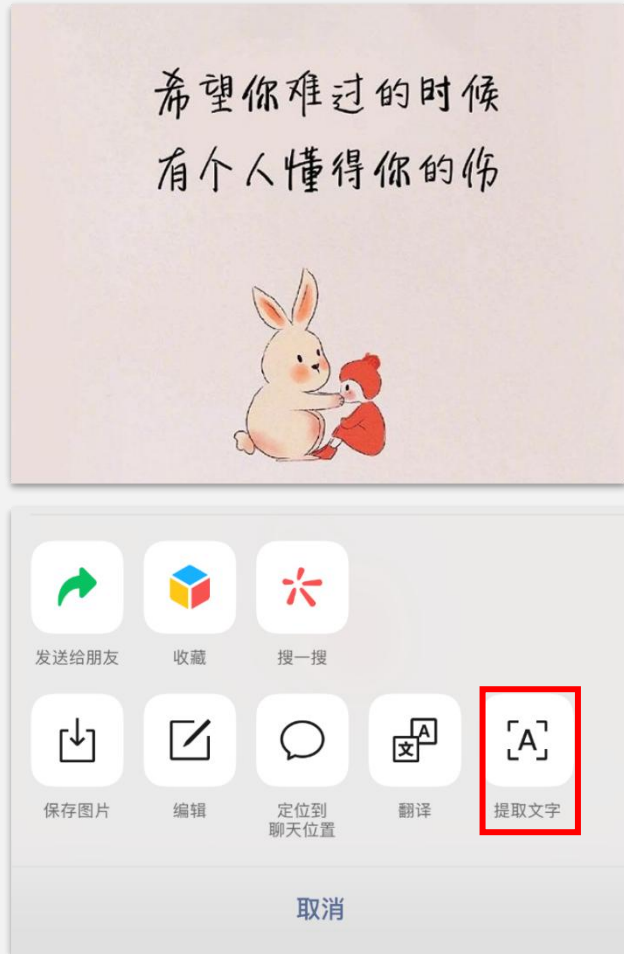 希望你难过的时候
有个人懂得你的伤
发送给朋友
收藏
搜一搜
保存图片
编辑
定位到
聊天位置
翻译
提取文字
取消